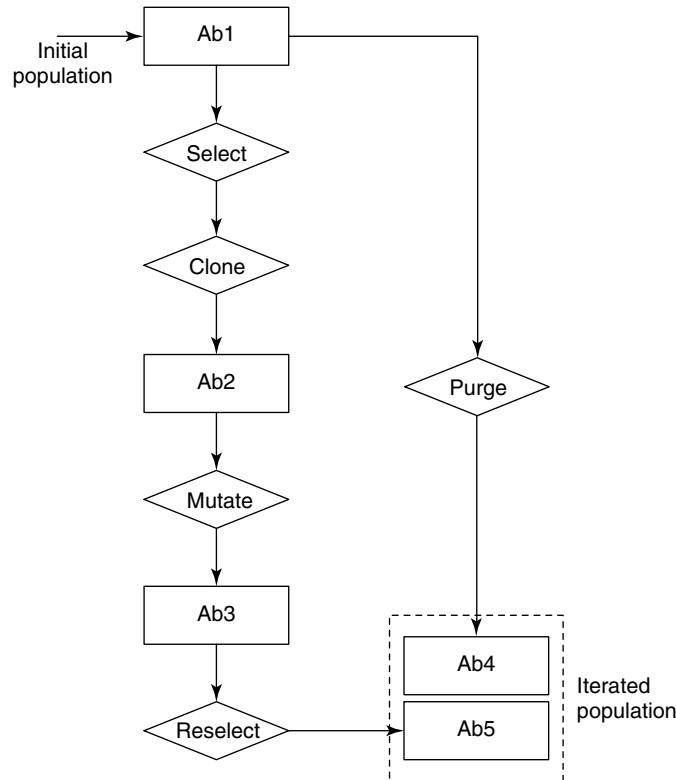 Initial
population
Ab1
Select
Clone
Ab2
Purge
Mutate
Ab3
Ab4
Iterated
population
Reselect
Ab5